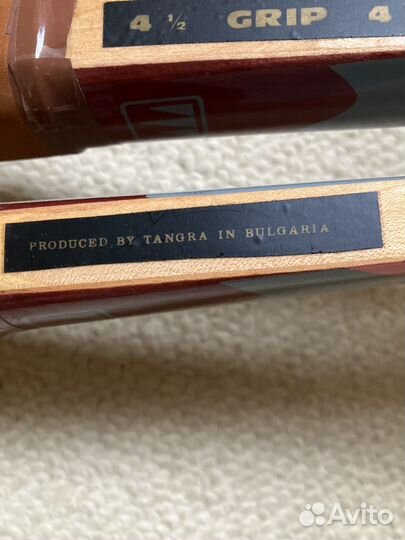 4 ½ GRIP 4
PRODUCED BY TANGRA IN BULGARIA
Avito